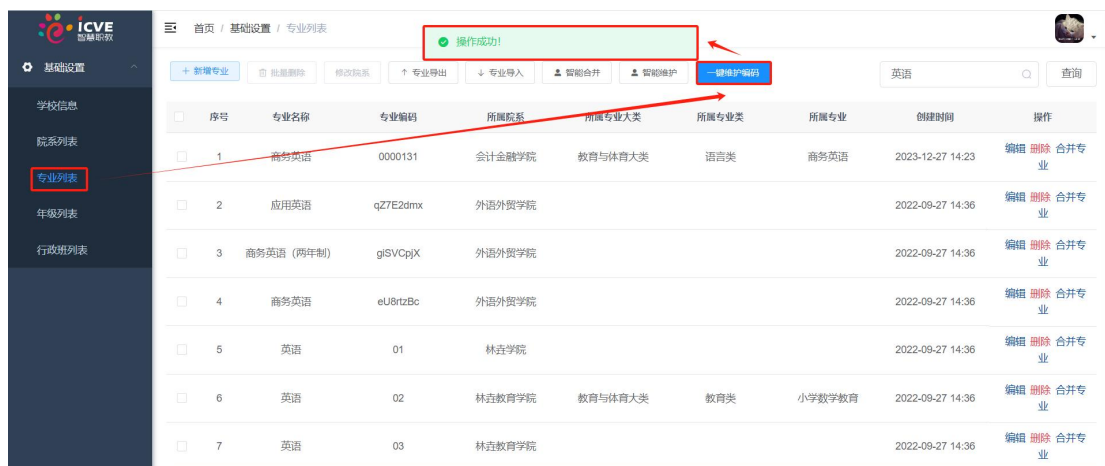 icve
智慧职教
首页 / 基础设置 / 专业列表
操作成功!
基础设置
学校信息
院系列表
专业列表
年级列表
行政班列表
+ 新增专业 批量删除 修改院系 专业导出 专业导入 智能合并 智能维护 一键维护编码 英语 查询
序号 专业名称 专业编码 所属院系 所属专业大类 所属专业类 所属专业 创建时间 操作
1 商务英语 0000131 会计金融学院 教育与体育大类 语言类 商务英语 2023-12-27 14:23 编辑 删除 合并专
业
2 应用英语 qZ7E2dmx 外语外贸学院 2022-09-27 14:36 编辑 删除 合并专
业
3 商务英语（两年制） giSVCpjX 外语外贸学院 2022-09-27 14:36 编辑 删除 合并专
业
4 商务英语 eU8rtzBc 外语外贸学院 2022-09-27 14:36 编辑 删除 合并专
业
5 英语 01 林垚学院 2022-09-27 14:36 编辑 删除 合并专
业
6 英语 02 林垚教育学院 教育与体育大类 教育类 小学数学教育 2022-09-27 14:36 编辑 删除 合并专
业
7 英语 03 林垚教育学院 2022-09-27 14:36 编辑 删除 合并专
业